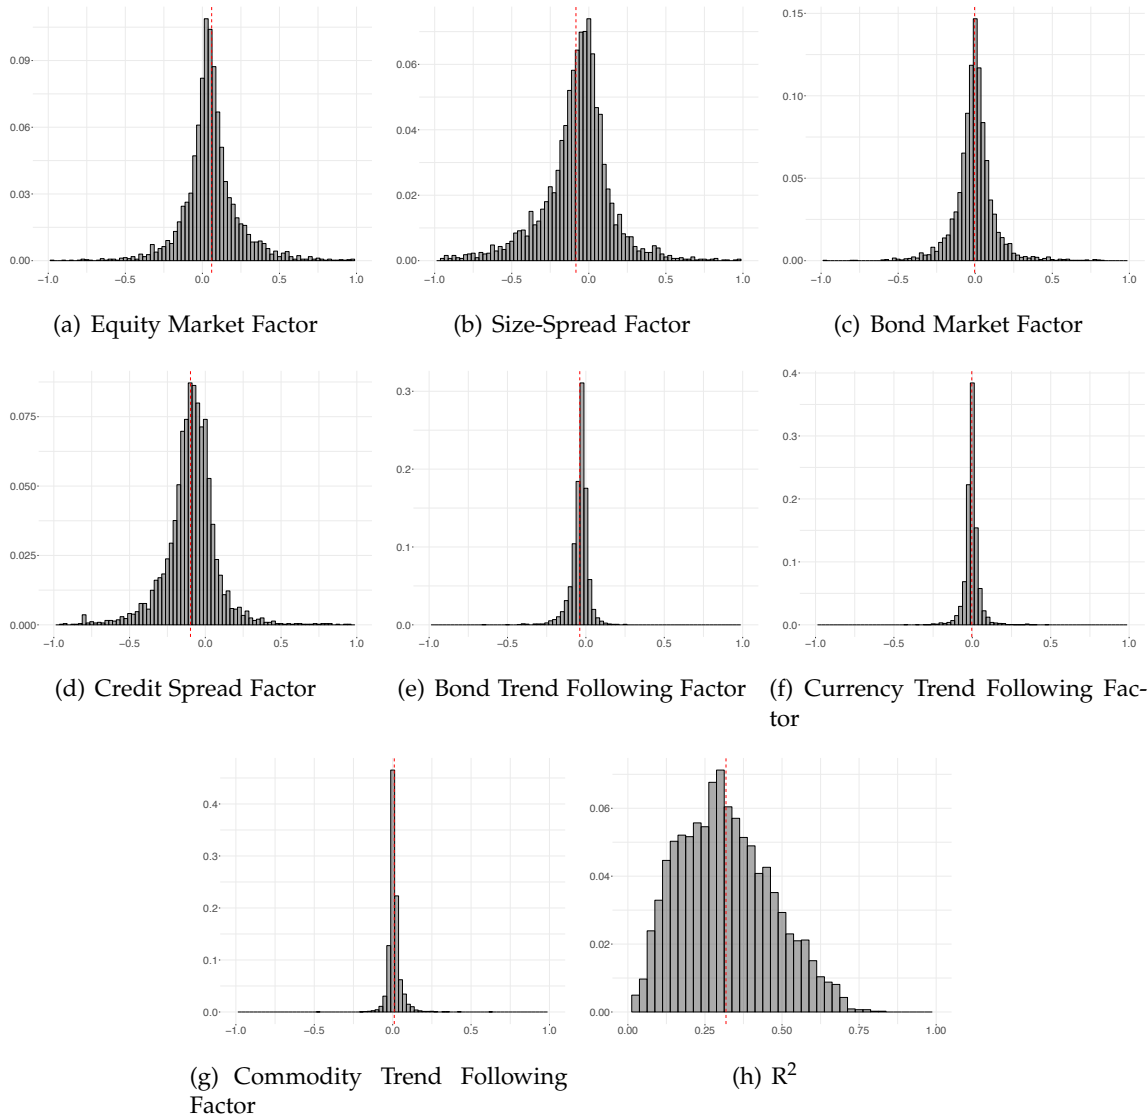 0.09
0.06
0.03
0.00
−1.0 −0.5 0.0 0.5 1.0
0.06
0.04
0.02
0.00
−1.0 −0.5 0.0 0.5 1.0
0.15
0.10
0.05
0.00
−1.0 −0.5 0.0 0.5 1.0
(a) Equity Market Factor
(b) Size-Spread Factor
(c) Bond Market Factor
0.075
0.050
0.025
0.000
−1.0 −0.5 0.0 0.5 1.0
0.3
0.2
0.1
0.0
−1.0 −0.5 0.0 0.5 1.0
0.4
0.3
0.2
0.1
0.0
−1.0 −0.5 0.0 0.5 1.0
(d) Credit Spread Factor
(e) Bond Trend Following Factor
(f) Currency Trend Following Fac-
tor
0.4
0.3
0.2
0.1
0.0
−1.0 −0.5 0.0 0.5 1.0
0.06
0.04
0.02
0.00
0.00 0.25 0.50 0.75 1.00
(g) Commodity Trend Following
Factor
(h) R²